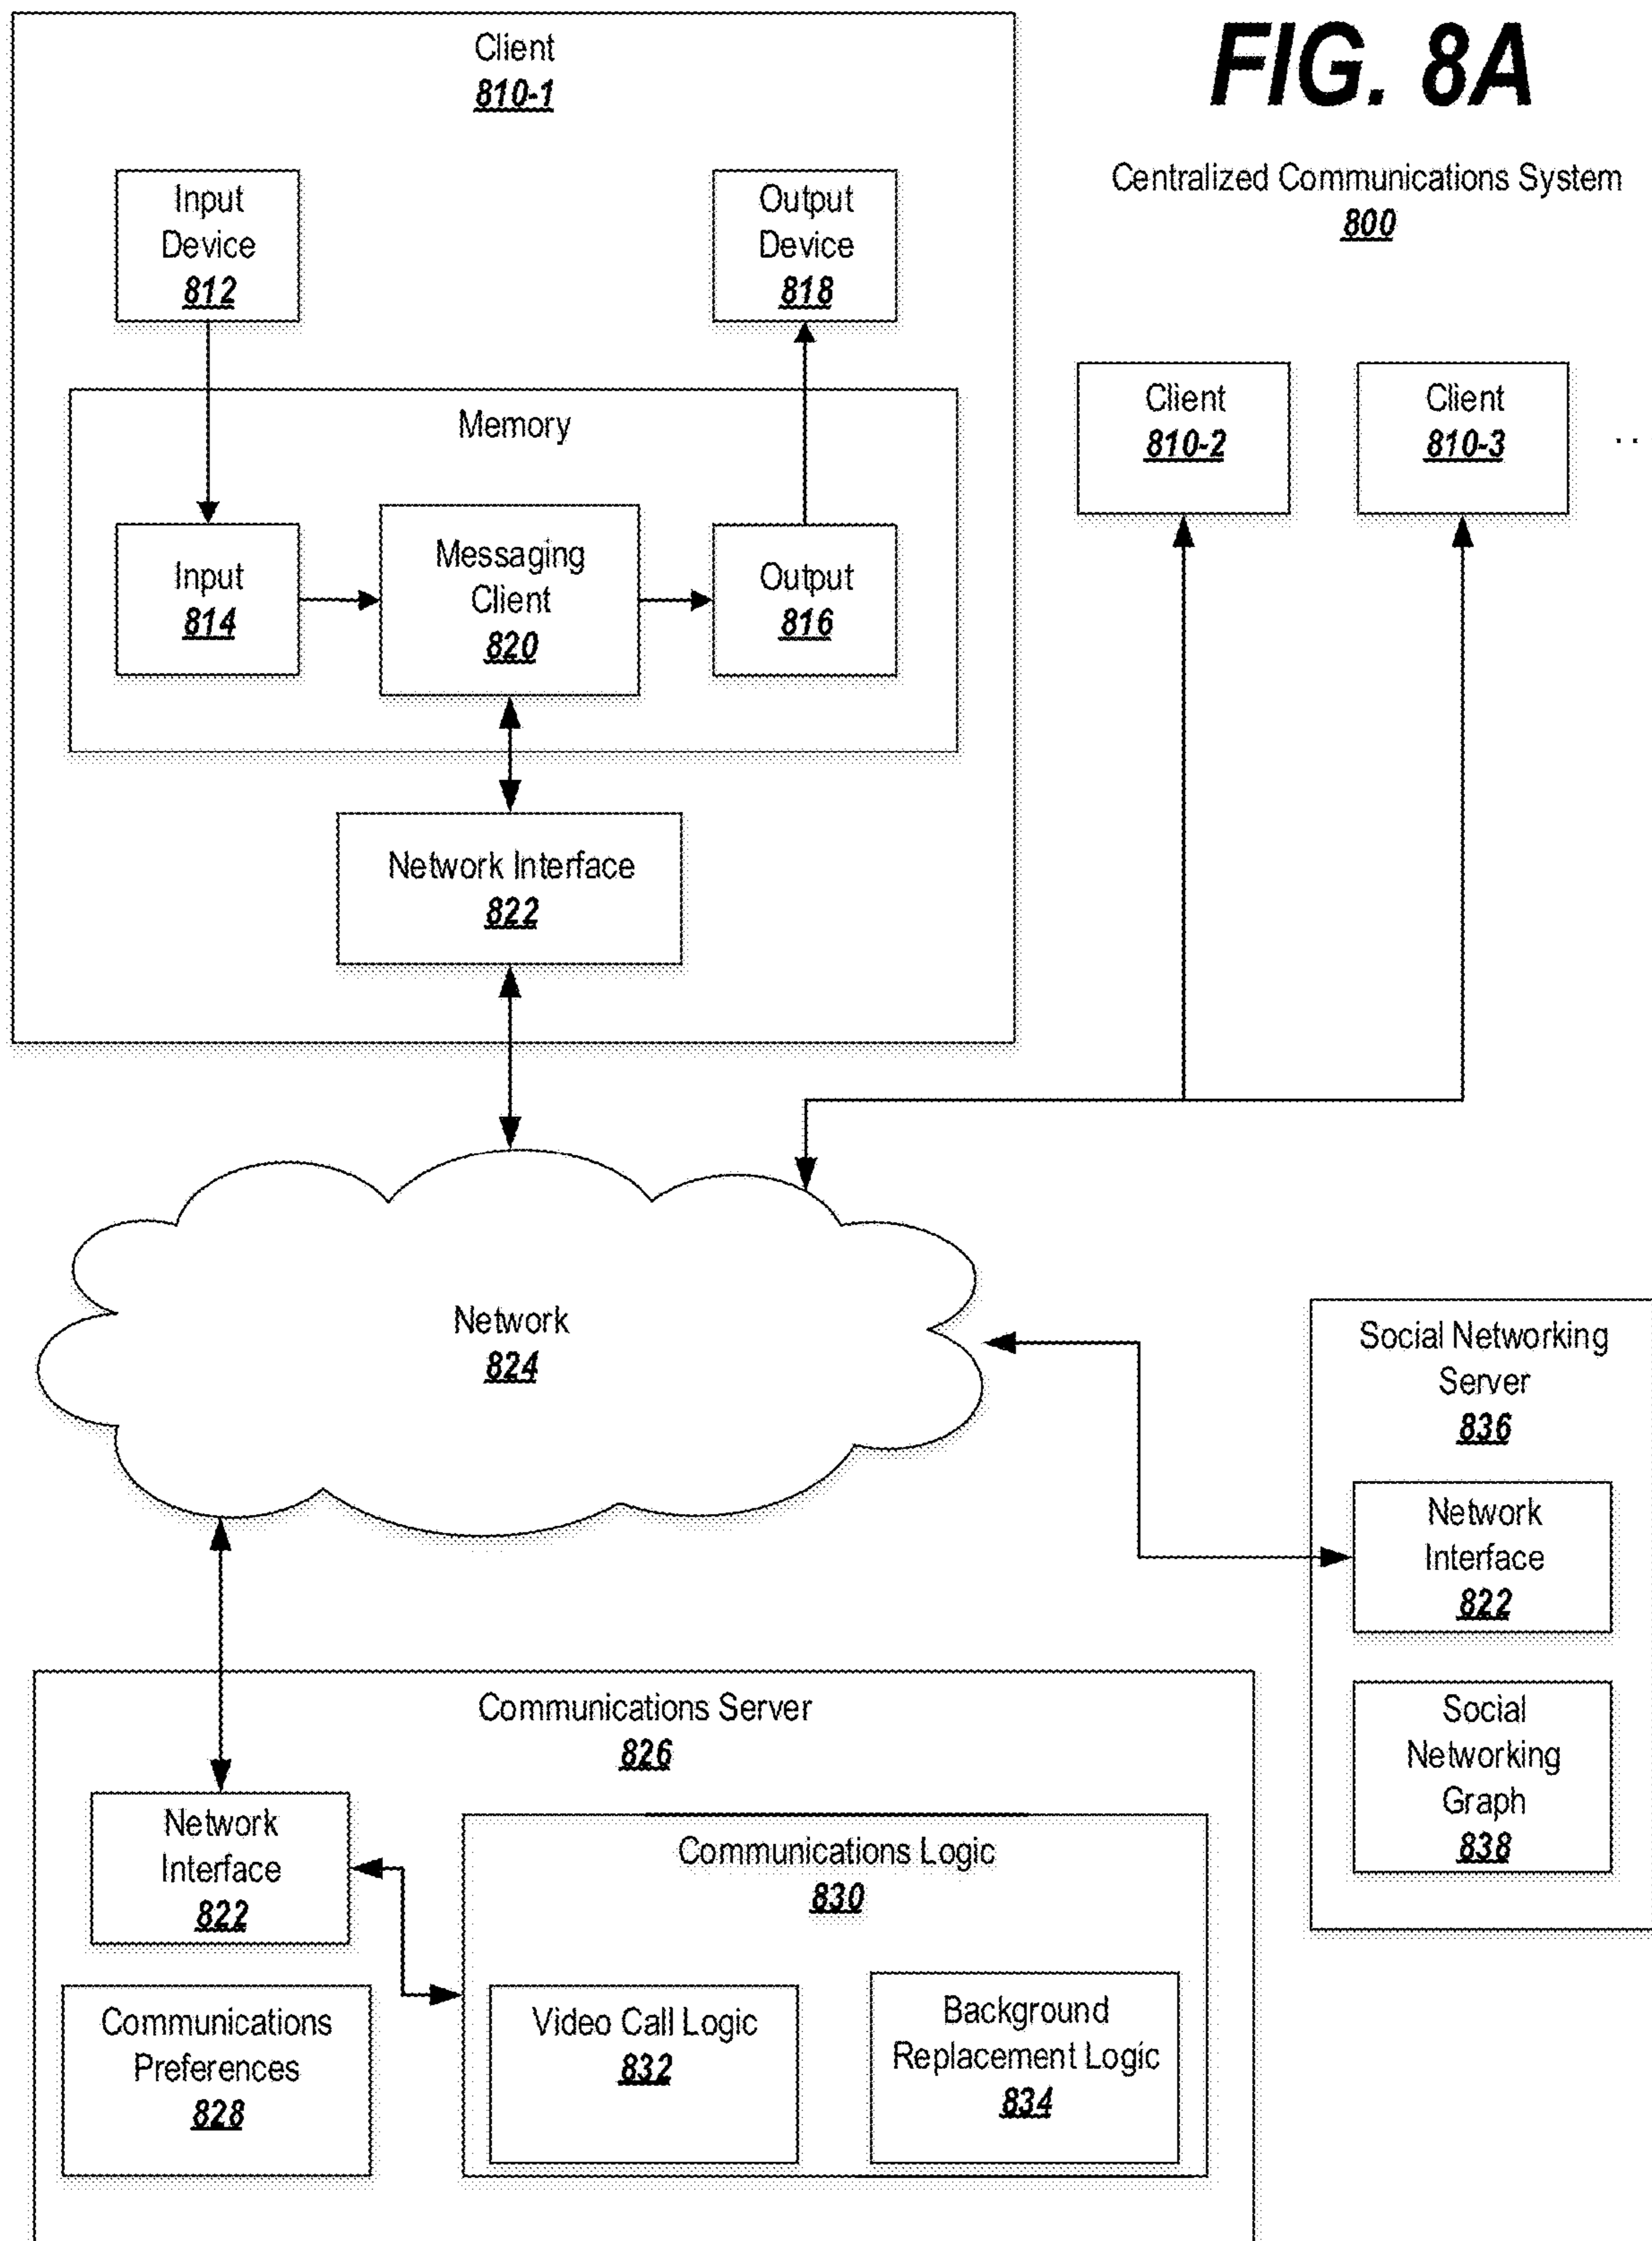 FIG. 8A
Centralized Communications System
800
Client
810-1
Input
Device
812
Output
Device
818
Memory
Input
814
Messaging
Client
820
Output
816
Network Interface
822
Client
810-2
Client
810-3
..
Network
824
Social Networking
Server
836
Network
Interface
822
Social
Networking
Graph
838
Communications Server
826
Network
Interface
822
Communications
Preferences
828
Communications Logic
830
Video Call Logic
832
Background
Replacement Logic
834